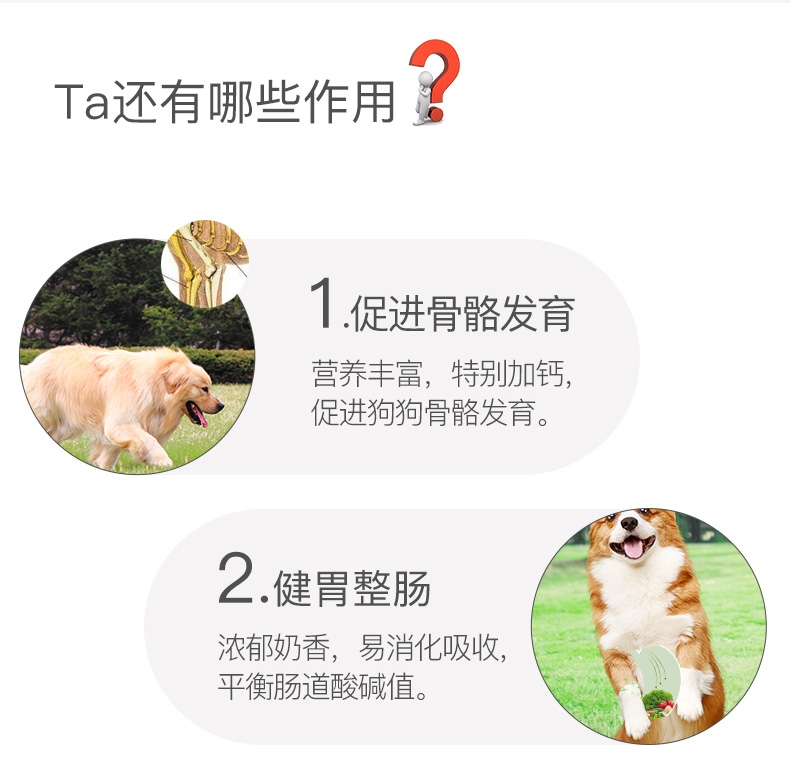 Ta还有哪些作用
1.促进骨骼发育
营养丰富，特别加钙，
促进狗狗骨骼发育。
2.健胃整肠
浓郁奶香，易消化吸收，
平衡肠道酸碱值。